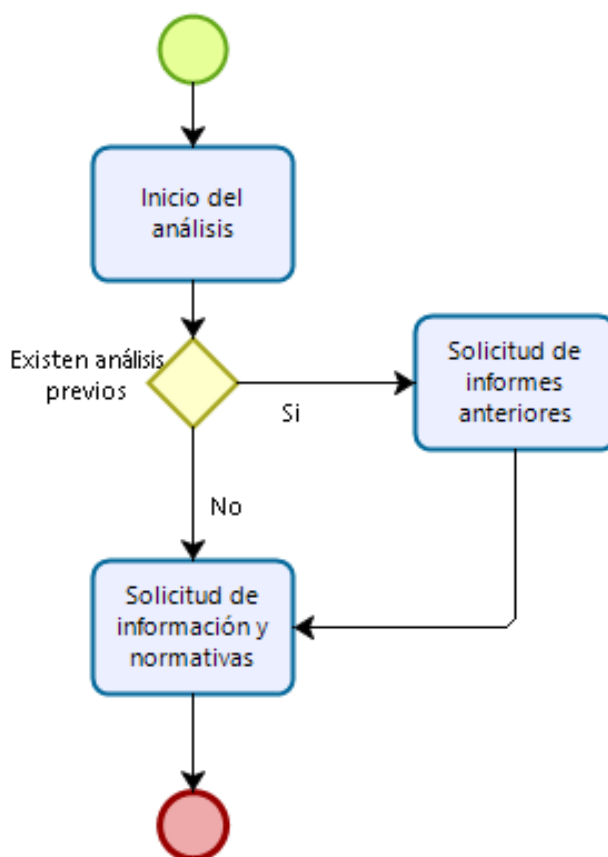 Inicio del
análisis
Existen análisis
previos
Si
Solicitud de
informes
anteriores
No
Solicitud de
información y
normativas